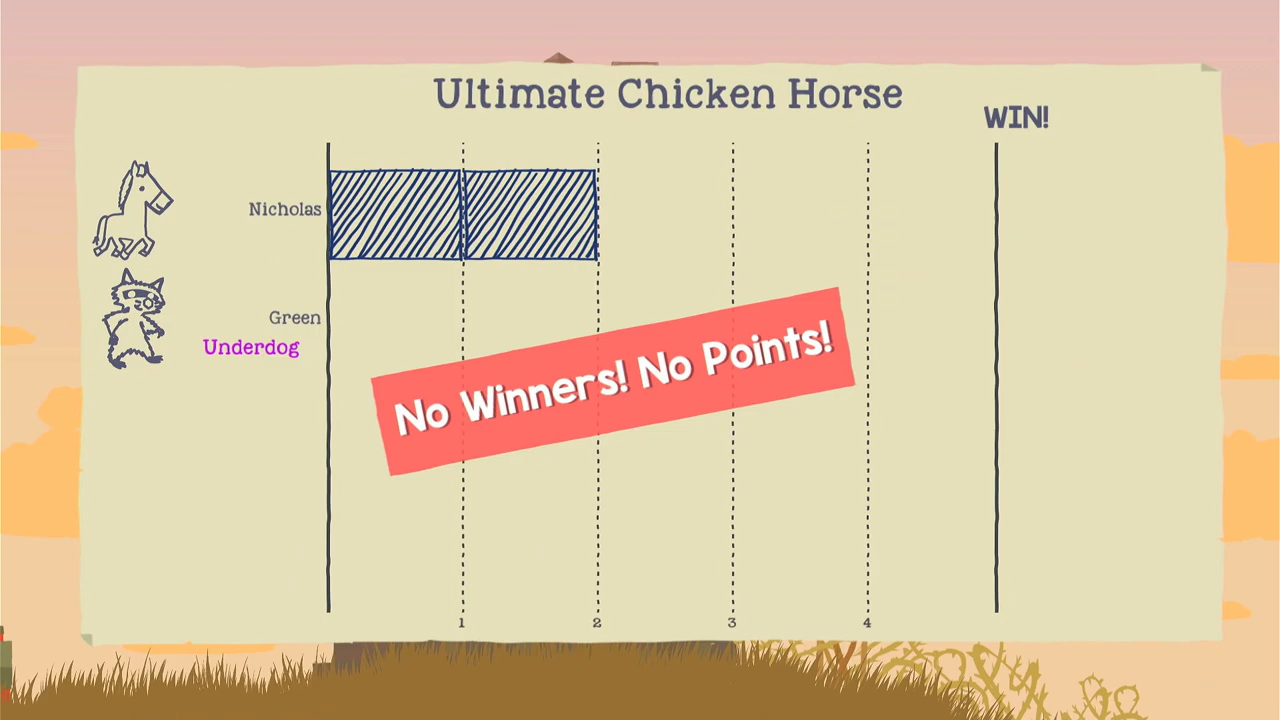 Ultimate Chicken Horse
WIN!
Nicholas
Green
Underdog
No Winners! No Points!
1 2 3 4